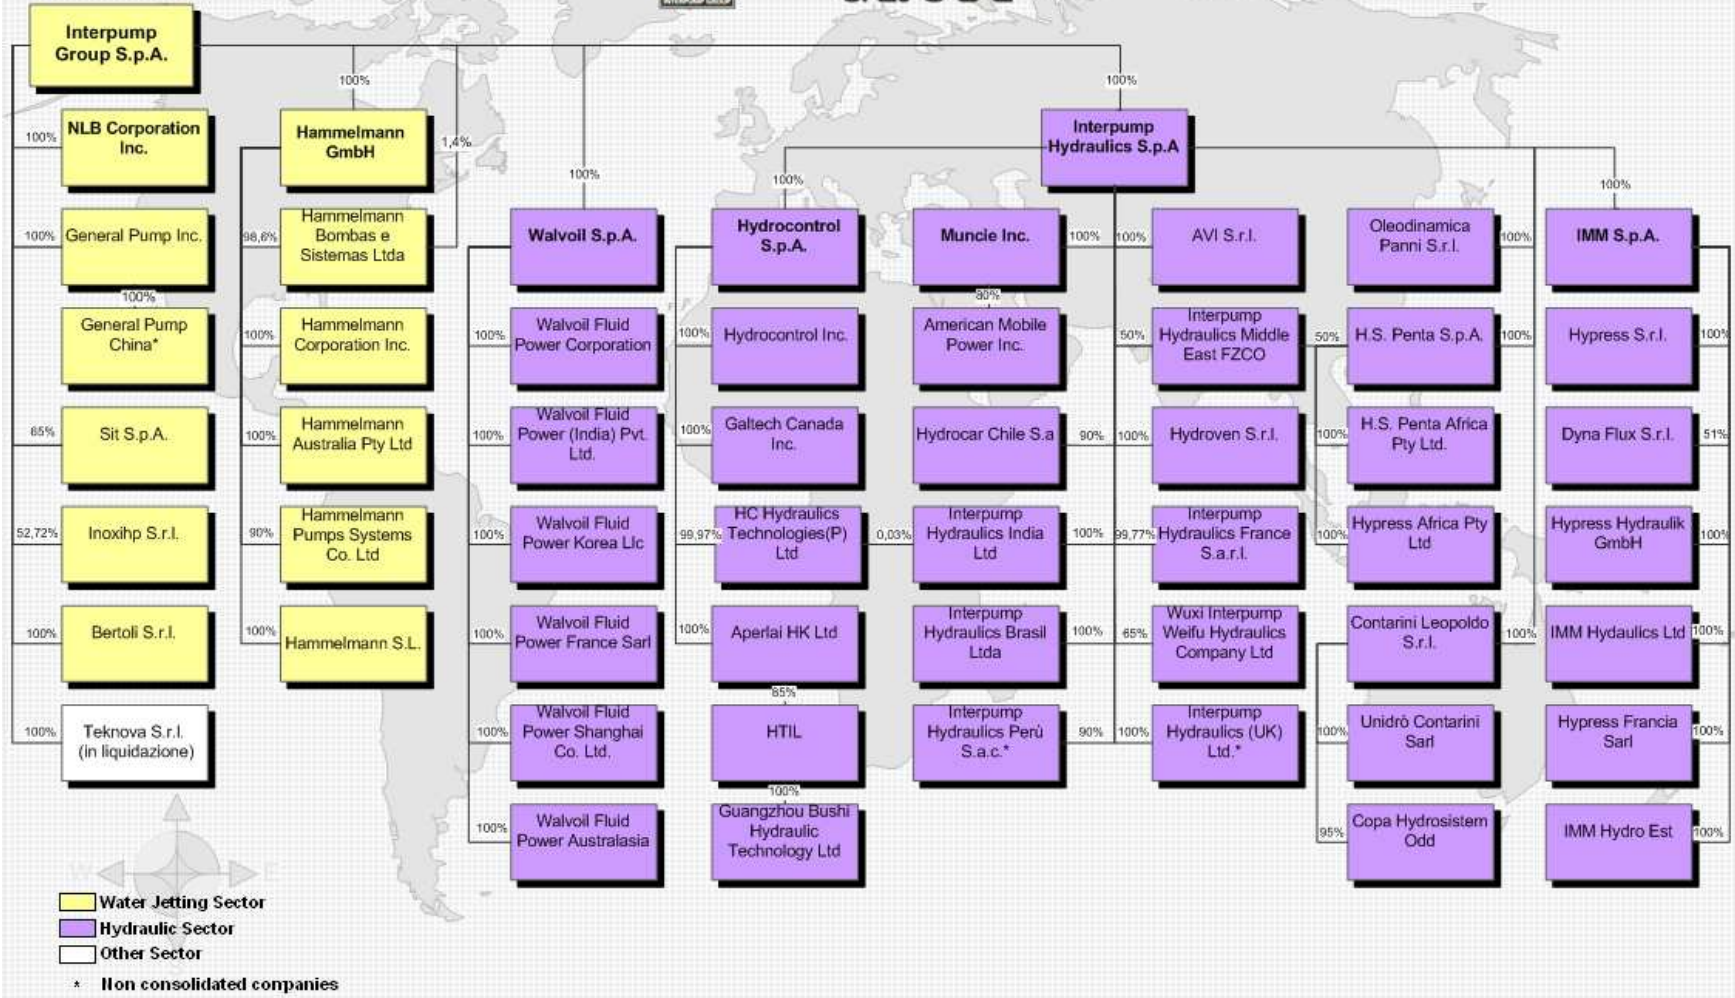 INTERPUMP GROUP
Interpump
Group S.p.A.
100%
NLB Corporation
Inc.
100%
General Pump Inc.
100%
General Pump
China*
65%
Sit S.p.A.
52,72%
Inoxihp S.r.l.
100%
Bertoli S.r.l.
100%
Teknova S.r.l.
(in liquidazione)
100%
Hammelmann
GmbH
1,4%
98,6%
Hammelmann
Bombas e
Sistemas Ltda
100%
Hammelmann
Corporation Inc.
100%
Hammelmann
Australia Pty Ltd
90%
Hammelmann
Pumps Systems
Co. Ltd
100%
Hammelmann S.L.
100%
Walvoil S.p.A.
100%
Walvoil Fluid
Power Corporation
100%
Walvoil Fluid
Power (India) Pvt.
Ltd.
100%
Walvoil Fluid
Power Korea Llc
100%
Walvoil Fluid
Power France Sarl
100%
Walvoil Fluid
Power Shanghai
Co. Ltd.
100%
Walvoil Fluid
Power Australasia
100%
Interpump
Hydraulics S.p.A
100%
Hydrocontrol
S.p.A.
100%
Hydrocontrol Inc.
100%
Galtech Canada
Inc.
99,97%
HC Hydraulics
Technologies(P)
Ltd
0,03%
100%
Aperlai HK Ltd
85%
HTIL
100%
Guangzhou Bushi
Hydraulic
Technology Ltd
Muncie Inc.
100%
80%
American Mobile
Power Inc.
Hydrocar Chile S.a
90%
Interpump
Hydraulics India
Ltd
100%
Interpump
Hydraulics Brasil
Ltda
100%
Interpump
Hydraulics Perù
S.a.c.*
90%
100%
AVI S.r.l.
50%
Interpump
Hydraulics Middle
East FZCO
100%
Hydroven S.r.l.
99,77%
Interpump
Hydraulics France
S.a.r.l.
65%
Wuxi Interpump
Weifu Hydraulics
Company Ltd
100%
Interpump
Hydraulics (UK)
Ltd.*
Oleodinamica
Panni S.r.l.
100%
50%
H.S. Penta S.p.A.
100%
100%
H.S. Penta Africa
Pty Ltd.
100%
Hypress Africa Pty
Ltd
Contarini Leopoldo
S.r.l.
100%
100%
Unidrò Contarini
Sarl
95%
Copa Hydrosistem
Odd
100%
IMM S.p.A.
Hypress S.r.l.
100%
Dyna Flux S.r.l.
51%
Hypress Hydraulik
GmbH
100%
IMM Hydaulics Ltd
100%
Hypress Francia
Sarl
100%
IMM Hydro Est
100%
W
E
Water Jetting Sector
Hydraulic Sector
Other Sector
* Non consolidated companies